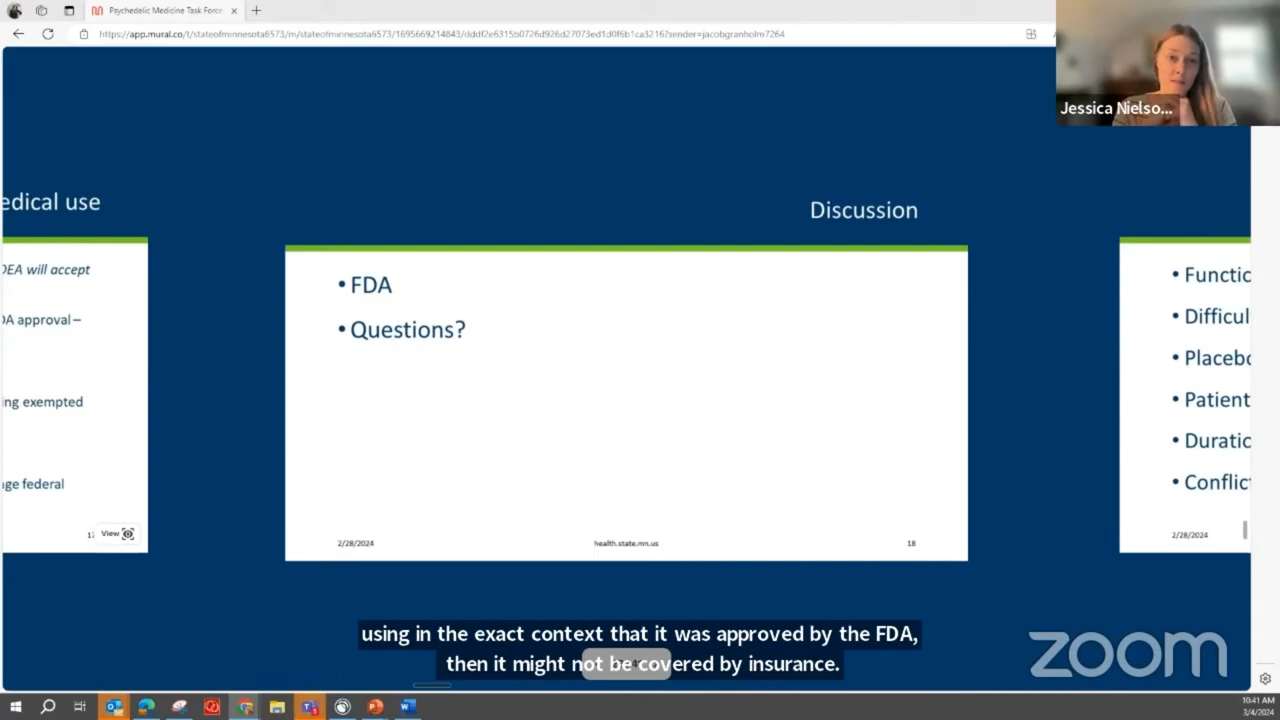 Psychedelic Medicine Task Force
https://app.mural.co/t/stateofminnesota6573/m/stateofminnesota6573/1695669214843/dddf2e6315b0726d926d27073ed1d0f6b1ca3216?sender=jacobgranholm7264
Jessica Nielso...
edical use
DEA will accept
DA approval –
ing exempted
ge federal
View
Discussion
• FDA
• Questions?
2/28/2024
health.state.mn.us
18
• Functio
• Difficul
• Placebo
• Patient
• Duratio
• Conflict
2/28/2024
using in the exact context that it was approved by the FDA,
then it might not be covered by insurance.
zoom
10:41 AM
3/4/2024